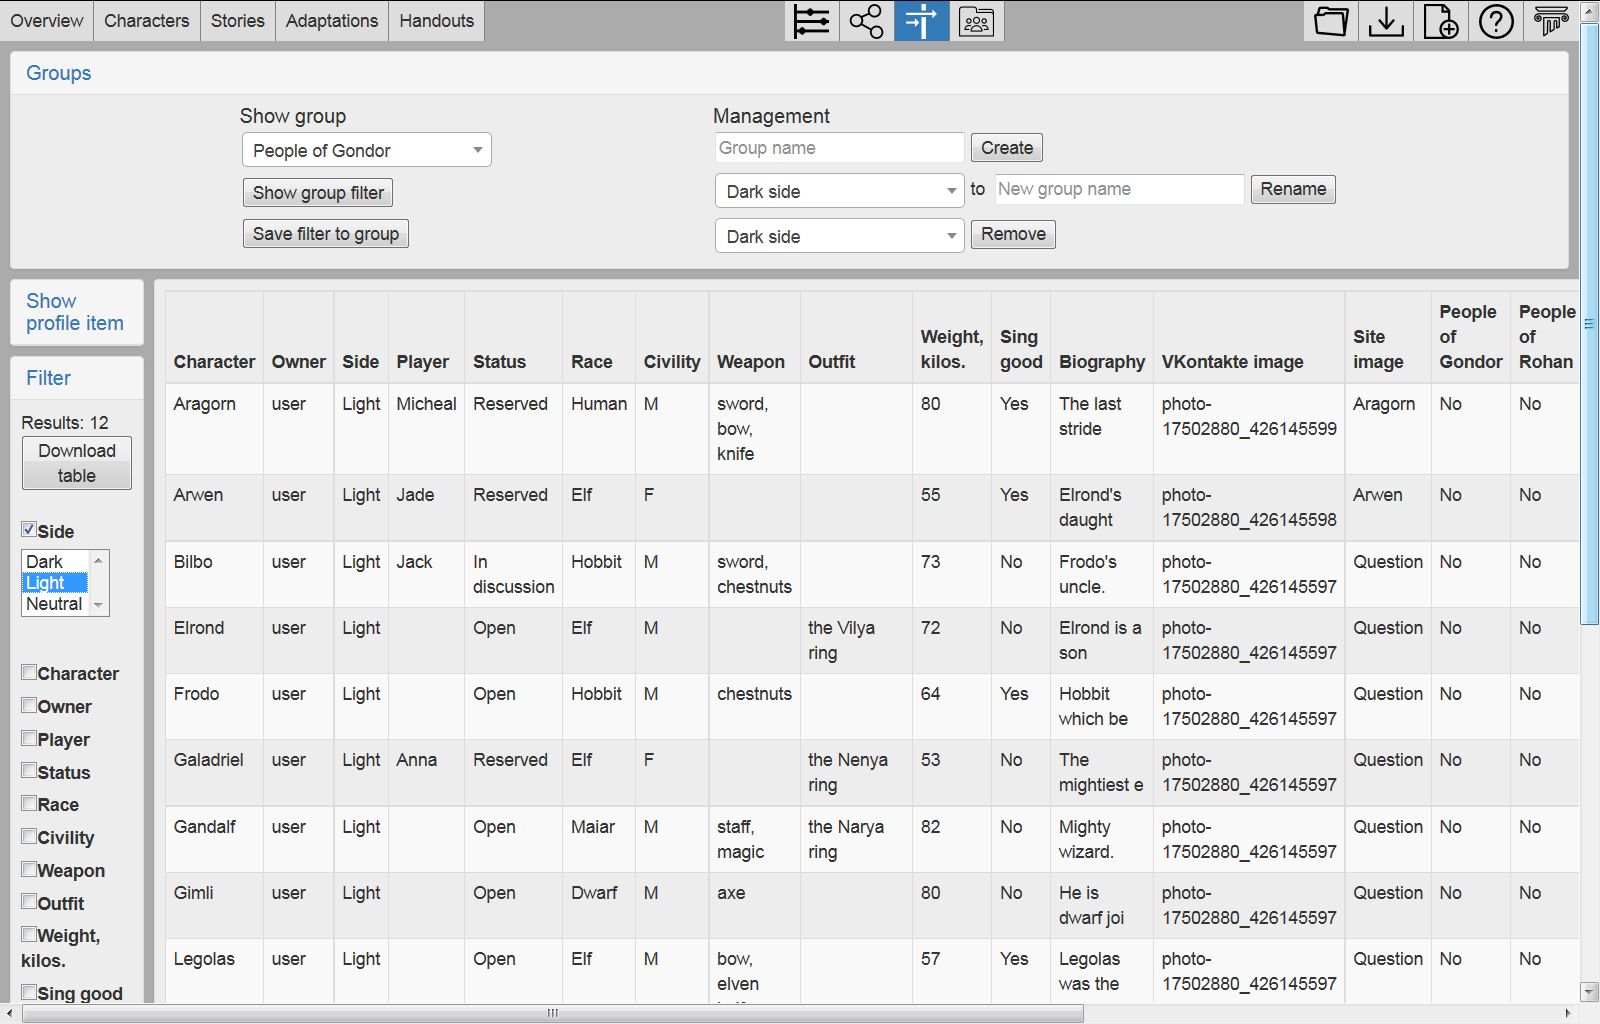 Overview Characters Stories Adaptations Handouts
Groups
Show group
People of Gondor
Show group filter
Save filter to group
Management
Group name Create
Dark side to New group name Rename
Dark side Remove
Show
profile item
Filter
Results: 12
Download
table
Side
Dark
Light
Neutral
Character
Owner
Player
Status
Race
Civility
Weapon
Outfit
Weight,
kilos.
Sing good
People People
Weight, Sing Site of of
Character Owner Side Player Status Race Civility Weapon Outfit kilos. good Biography VKontakte image image Gondor Rohan
Aragorn user Light Micheal Reserved Human M sword, 80 Yes The last photo- Aragorn No No
bow, stride 17502880_426145599
knife
Arwen user Light Jade Reserved Elf F 55 Yes Elrond's photo- Arwen No No
daught 17502880_426145598
Bilbo user Light Jack In Hobbit M sword, 73 No Frodo's photo- Question No No
discussion chestnuts uncle. 17502880_426145597
Elrond user Light Open Elf M the Vilya 72 No Elrond is a photo- Question No No
ring son 17502880_426145597
Frodo user Light Open Hobbit M chestnuts 64 Yes Hobbit photo- Question No No
which be 17502880_426145597
Galadriel user Light Anna Reserved Elf F the Nenya 53 No The photo- Question No No
ring mightiest e 17502880_426145597
Gandalf user Light Open Maiar M staff, the Narya 82 No Mighty photo- Question No No
magic ring wizard. 17502880_426145597
Gimli user Light Open Dwarf M axe 80 No He is photo- Question No No
dwarf joi 17502880_426145597
Legolas user Light Open Elf M bow, 57 Yes Legolas photo- Question No No
elven was the 17502880_426145597